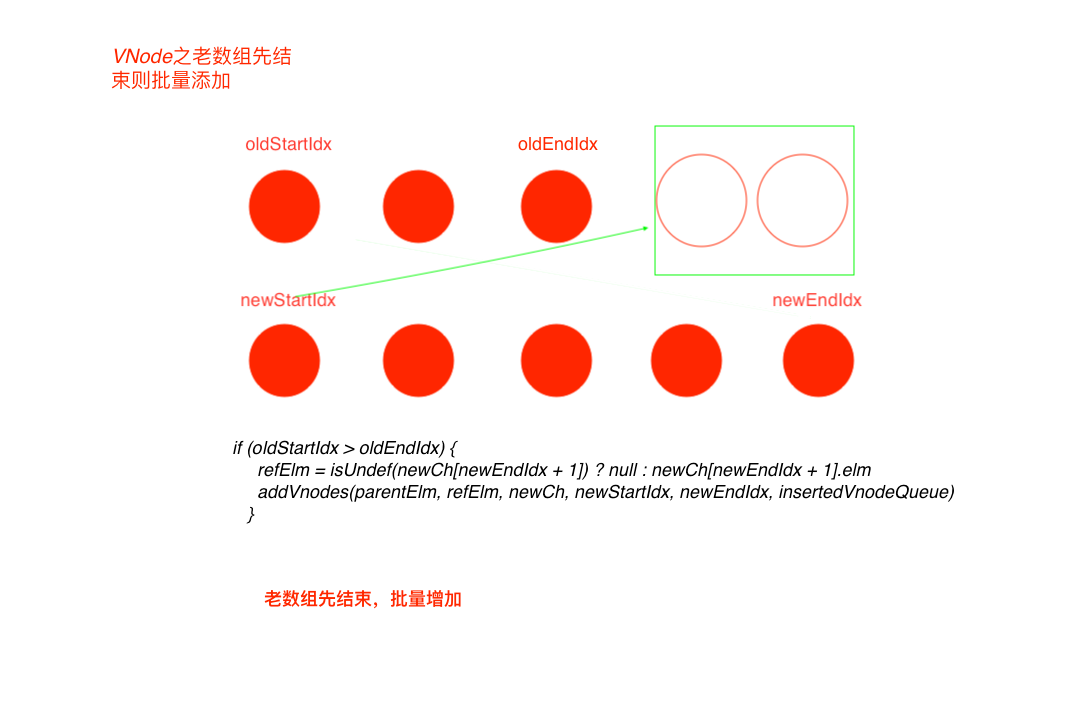 VNode之老数组先结
束则批量添加
oldStartIdx
oldEndIdx
newStartIdx
newEndIdx
if (oldStartIdx > oldEndIdx) {
refElm = isUndef(newCh[newEndIdx + 1]) ? null : newCh[newEndIdx + 1].elm
addVnodes(parentElm, refElm, newCh, newStartIdx, newEndIdx, insertedVnodeQueue)
}
老数组先结束，批量增加